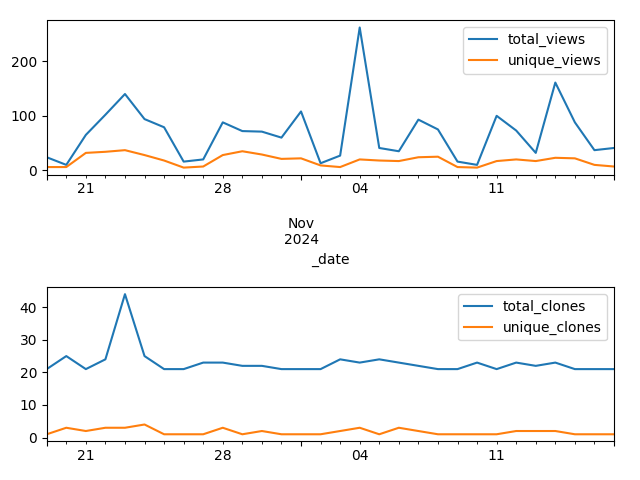 total_views
unique_views
200
100
0
21
28
04
11
Nov
2024
_date
total_clones
unique_clones
40
30
20
10
0
21
28
04
11